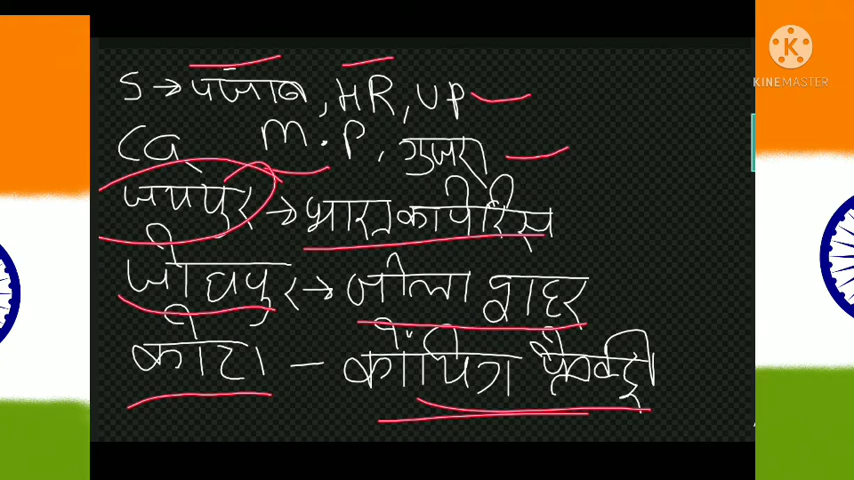 S → पंजाब, HR, UP
CG, M.P, गुजरा
जयपुर → भारत का पेरिस
जोधपुर → नीला शहर
कोटा – कोचिंग फैक्ट्री
K
KINEMASTER